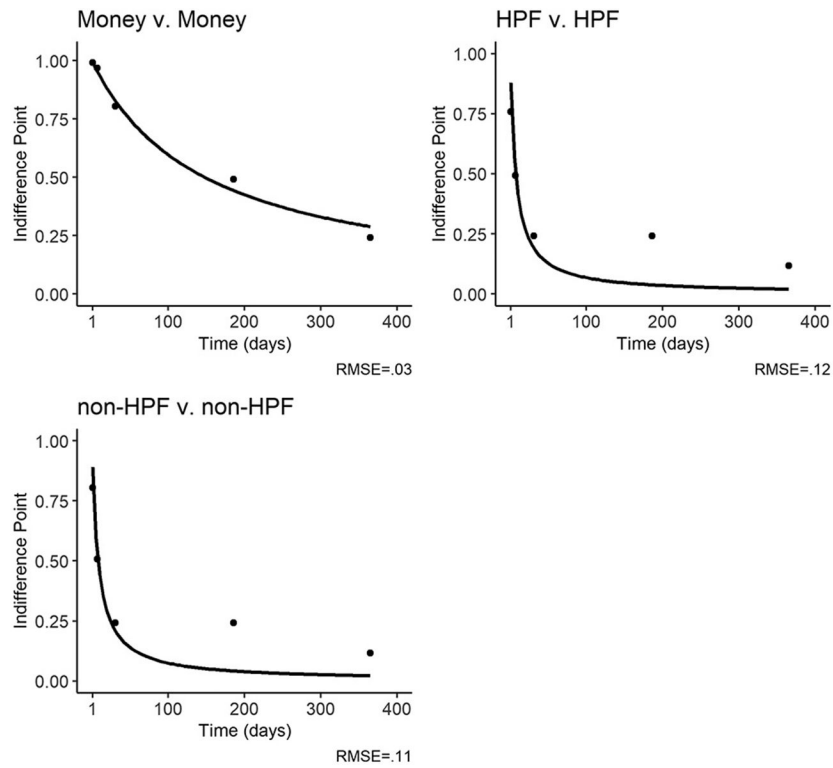 Money v. Money
1.00
0.75
0.50
0.25
0.00
Indifference Point
1
100
200
300
400
Time (days)
RMSE=.03
HPF v. HPF
1.00
0.75
0.50
0.25
0.00
Indifference Point
1
100
200
300
400
Time (days)
RMSE=.12
non-HPF v. non-HPF
1.00
0.75
0.50
0.25
0.00
Indifference Point
1
100
200
300
400
Time (days)
RMSE=.11